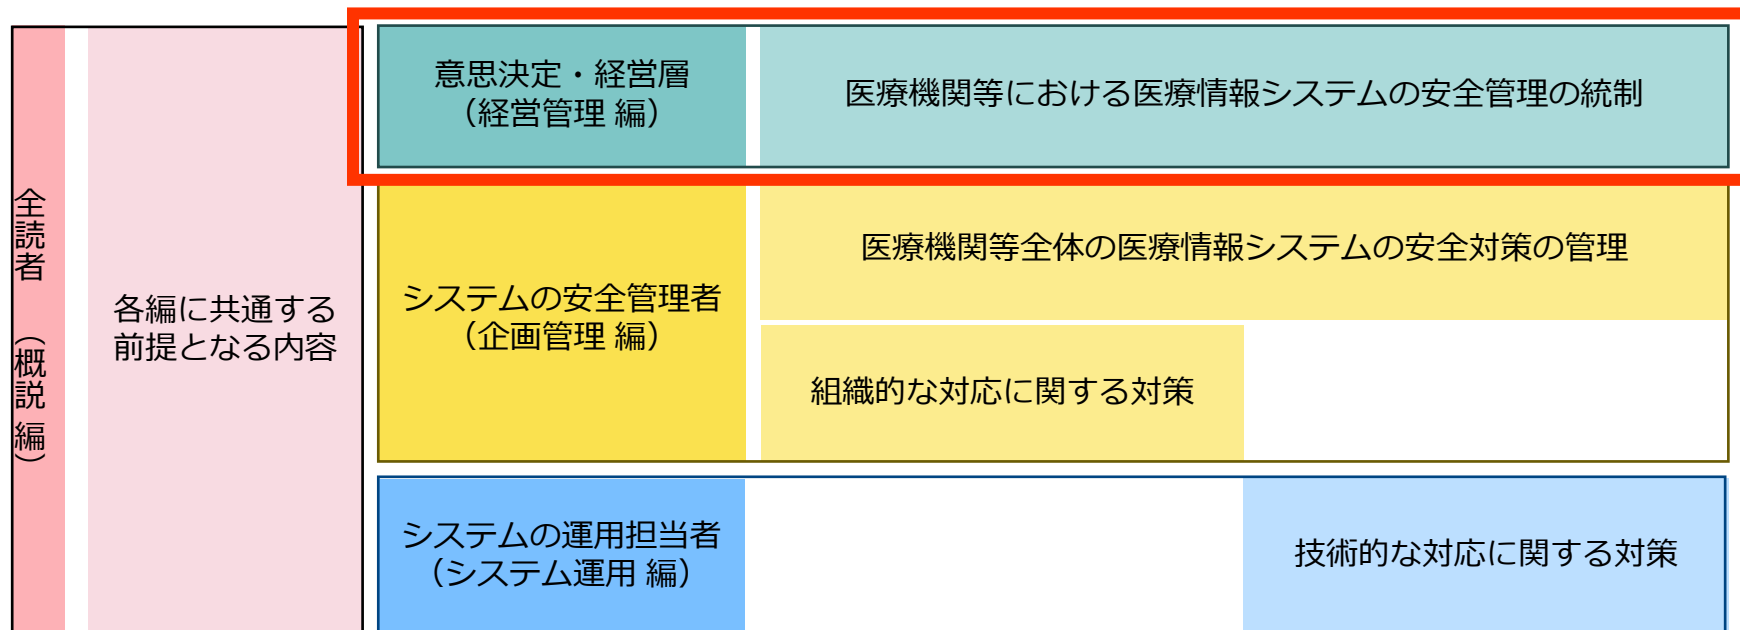 全読者 （概説 編）
各編に共通する
前提となる内容
意思決定・経営層
（経営管理 編）
医療機関等における医療情報システムの安全管理の統制
システムの安全管理者
（企画管理 編）
医療機関等全体の医療情報システムの安全対策の管理
組織的な対応に関する対策
システムの運用担当者
（システム運用 編）
技術的な対応に関する対策